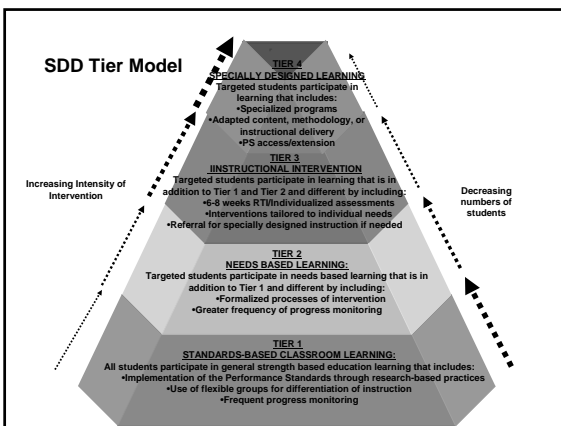 SDD Tier Model
TIER 4
SPECIALLY DESIGNED LEARNING
Targeted students participate in
learning that includes:
•Specialized programs
•Adapted content, methodology, or
instructional delivery
•PS access/extension
TIER 3
IINSTRUCTIONAL INTERVENTION
Targeted students participate in learning that is in
addition to Tier 1 and Tier 2 and different by including:
•6-8 weeks RTI/Individualized assessments
•Interventions tailored to individual needs
•Referral for specially designed instruction if needed
Increasing Intensity of
Intervention
Decreasing
numbers of
students
TIER 2
NEEDS BASED LEARNING:
Targeted students participate in needs based learning that is in
addition to Tier 1 and different by including:
•Formalized processes of intervention
•Greater frequency of progress monitoring
TIER 1
STANDARDS-BASED CLASSROOM LEARNING:
All students participate in general strength based education learning that includes:
•Implementation of the Performance Standards through research-based practices
•Use of flexible groups for differentiation of instruction
•Frequent progress monitoring